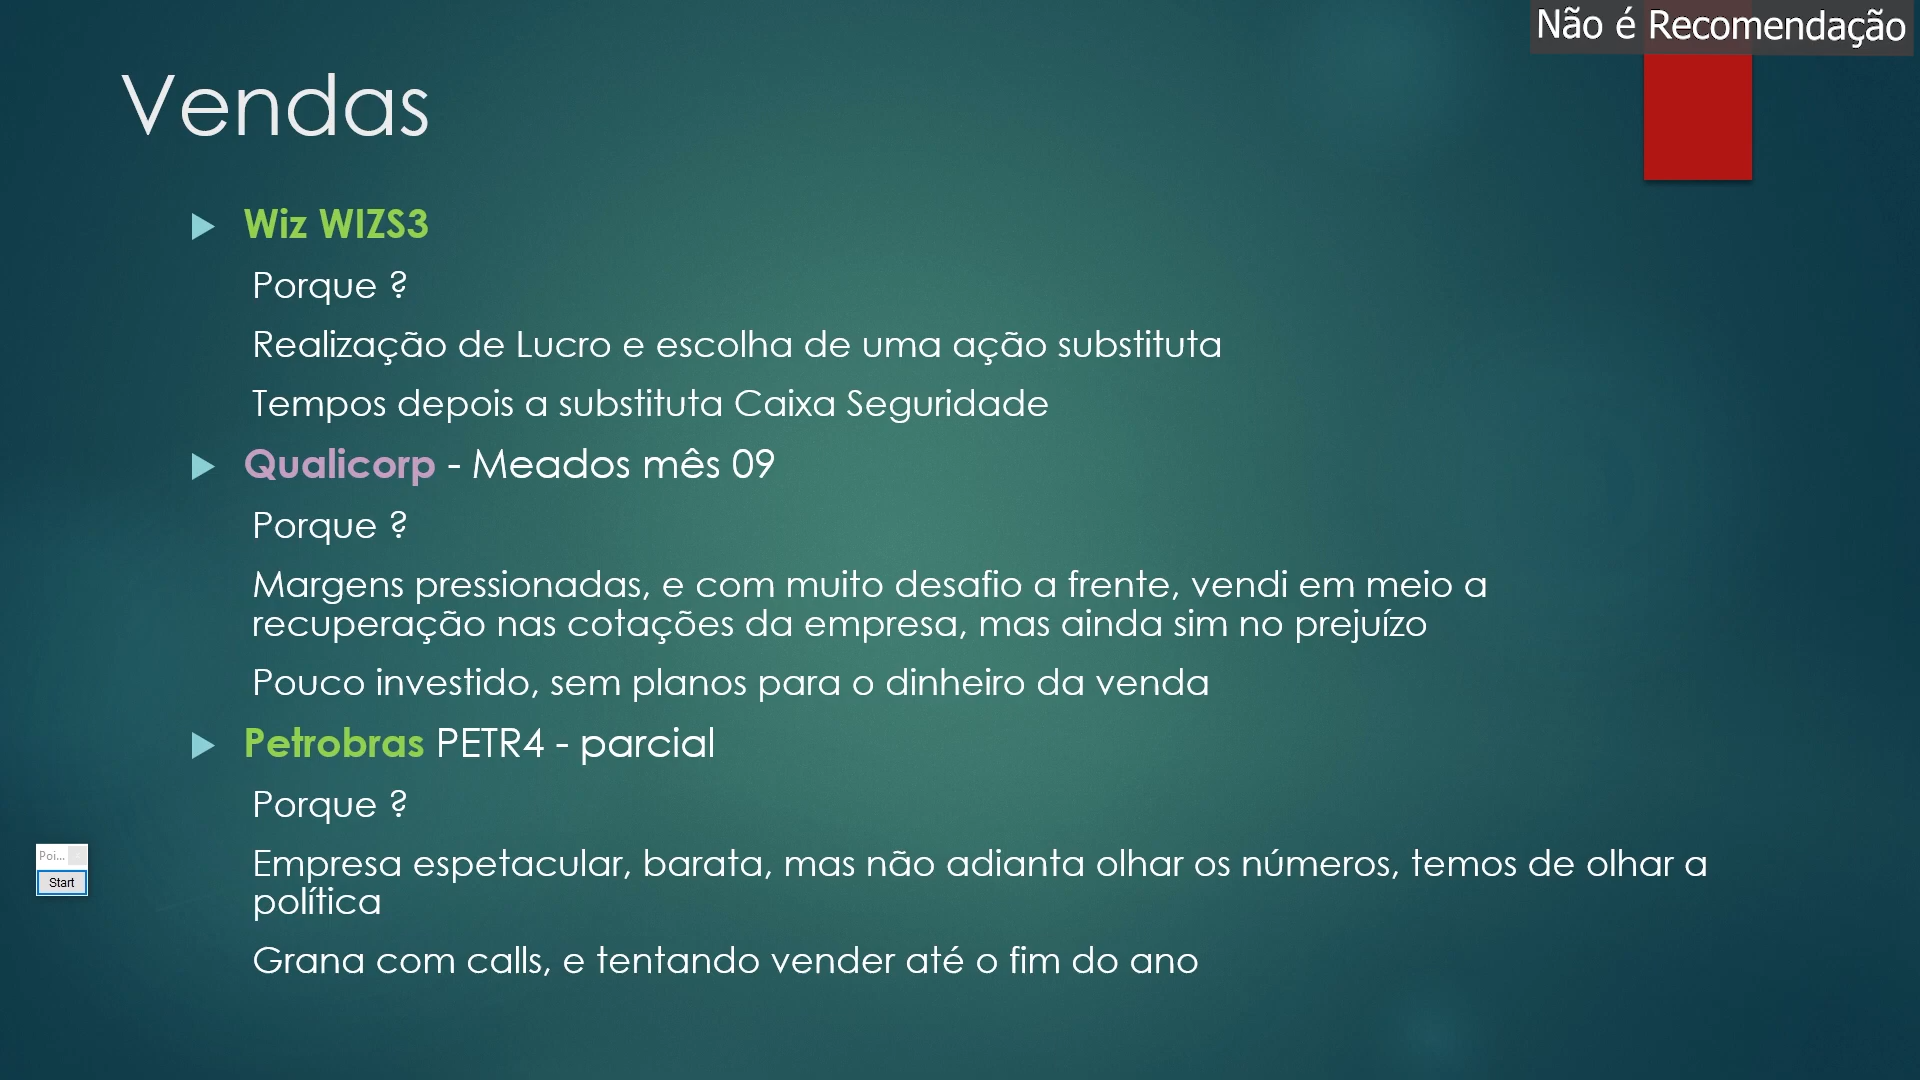 Não é Recomendação
Vendas
Wiz WIZS3
Porque ?
Realização de Lucro e escolha de uma ação substituta
Tempos depois a substituta Caixa Seguridade
Qualicorp - Meados mês 09
Porque ?
Margens pressionadas, e com muito desafio a frente, vendi em meio a
recuperação nas cotações da empresa, mas ainda sim no prejuízo
Pouco investido, sem planos para o dinheiro da venda
Petrobras PETR4 - parcial
Porque ?
Empresa espetacular, barata, mas não adianta olhar os números, temos de olhar a
política
Poi...
Start
Grana com calls, e tentando vender até o fim do ano